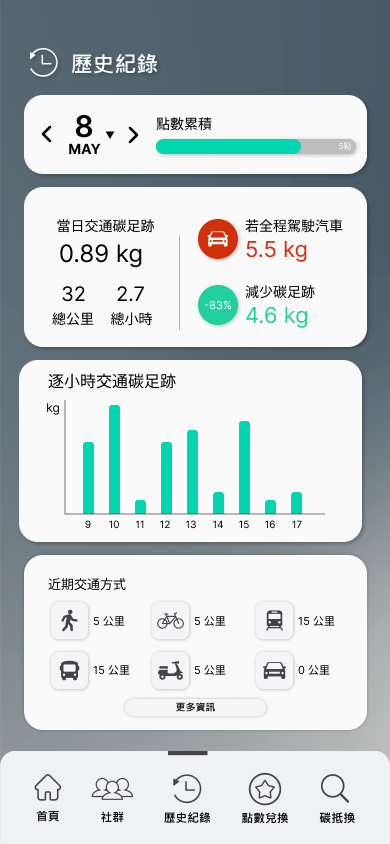 歷史紀錄
8
MAY
點數累積
5點
當日交通碳足跡
0.89 kg
32
2.7
總公里
總小時
若全程駕駛汽車
5.5 kg
-83%
減少碳足跡
4.6 kg
逐小時交通碳足跡
kg
9 10 11 12 13 14 15 16 17
近期交通方式
5 公里
5 公里
15 公里
15 公里
5 公里
0 公里
更多資訊
首頁
社群
歷史紀錄
點數兌換
碳抵換